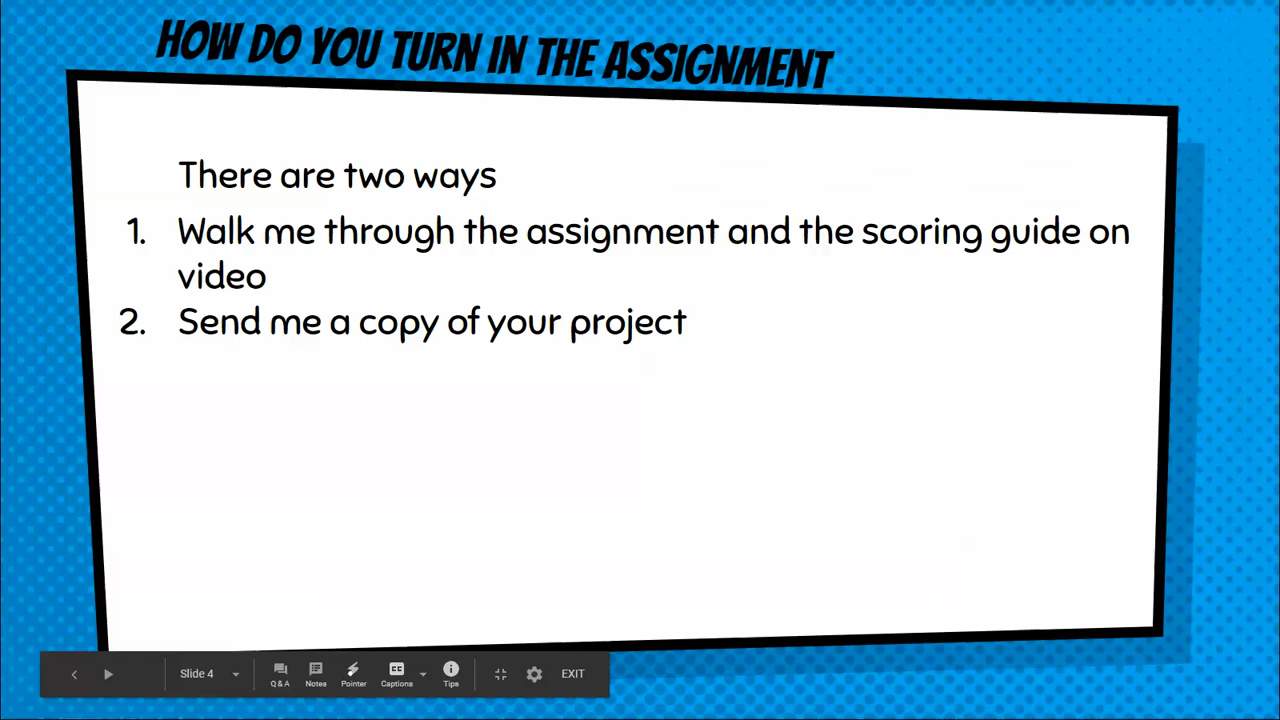 HOW DO YOU TURN IN THE ASSIGNMENT
There are two ways
1. Walk me through the assignment and the scoring guide on
video
2. Send me a copy of your project
Slide 4
Q & A
Notes
Pointer
CC
Captions
Tips
EXIT